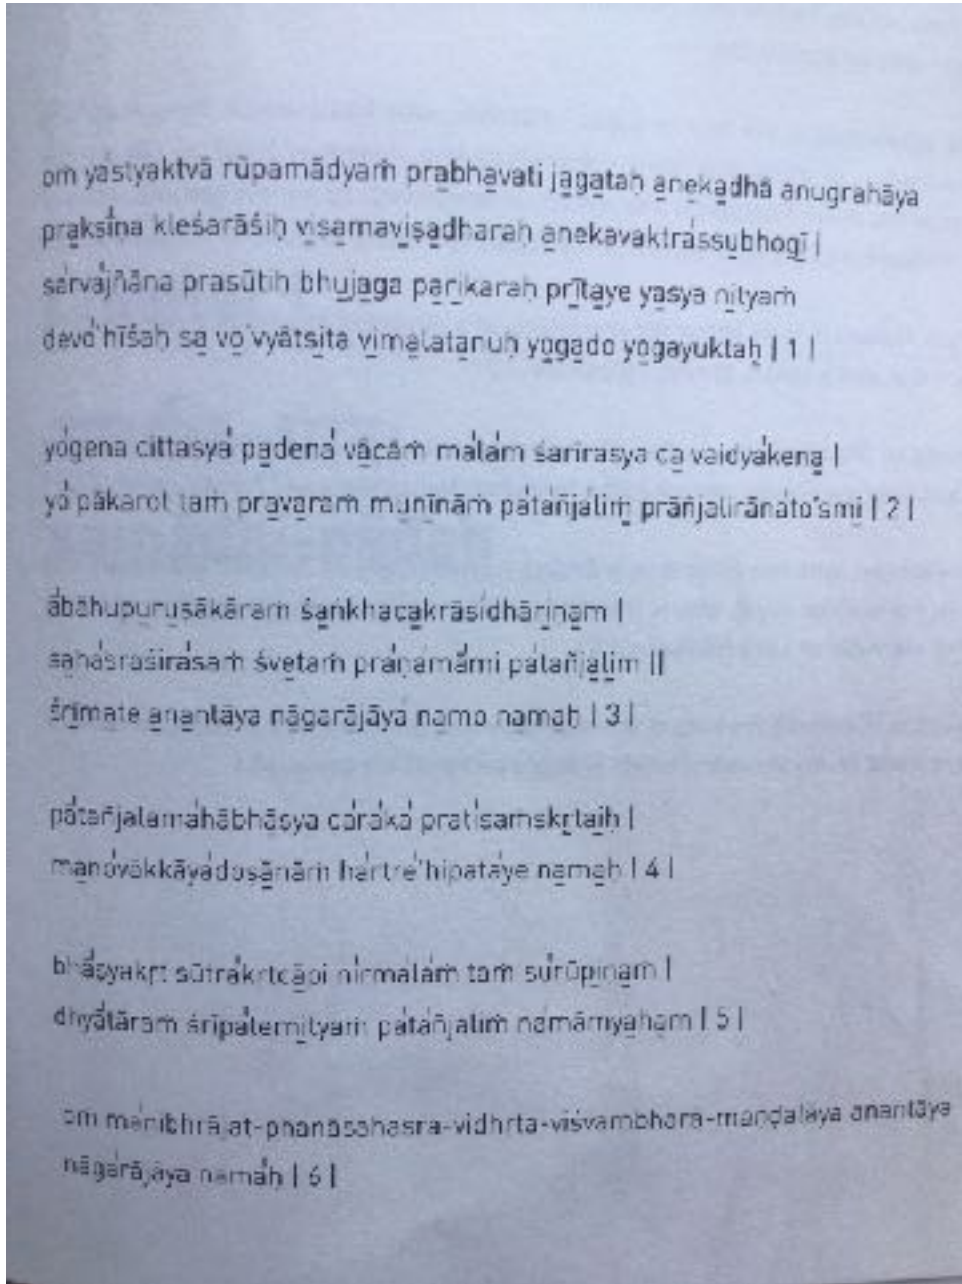 om yastyaktvā rūpamādyaṁ prabhavati jagataḥ anekadhā anugrahāya
prakṣīṇa kleśarāśiḥ viṣamaviṣadharaḥ anekavaktrassubhogī |
sarvajñāna prasūtiḥ bhujaga parikaraḥ prītaye yasya nityaṁ
devo'hīśaḥ sa vo'vyātsita vimalatanuḥ yogado yogayuktaḥ | 1 |
yogena cittasya padena vācāṁ malaṁ śarīrasya ca vaidyakena |
yo pākarot taṁ pravaraṁ munīnāṁ patañjaliṁ prāñjalirānato'smi | 2 |
ābāhupuruṣākāraṁ śaṅkhacakrāsidhāriṇam |
sahasraśirasaṁ śvetaṁ praṇamāmi patañjalim ||
śrīmate anantāya nāgarājāya namo namaḥ | 3 |
pātañjalamahābhāṣya caraka pratisaṁskṛtaiḥ |
manovākkāyadoṣāṇāṁ hartre'hipataye namaḥ | 4 |
bhāṣyakṛt sūtrakṛtcāpi nirmalaṁ taṁ surūpiṇam |
dhyātāraṁ śrīpaternityaṁ patañjaliṁ namāmyaham | 5 |
om maṇibhrājat-phaṇāsahasra-vidhṛta-viśvambhara-maṇḍalāya anantāya
nāgarājāya namaḥ | 6 |